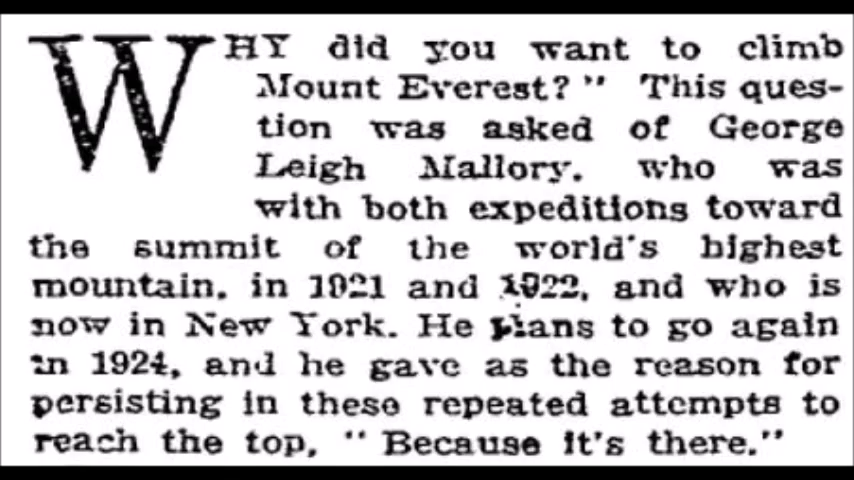 WHY did you want to climb
Mount Everest?" This ques-
tion was asked of George
Leigh Mallory, who was
with both expeditions toward
the summit of the world's highest
mountain, in 1921 and 1922, and who is
now in New York. He plans to go again
in 1924, and he gave as the reason for
persisting in these repeated attempts to
reach the top, "Because it's there."